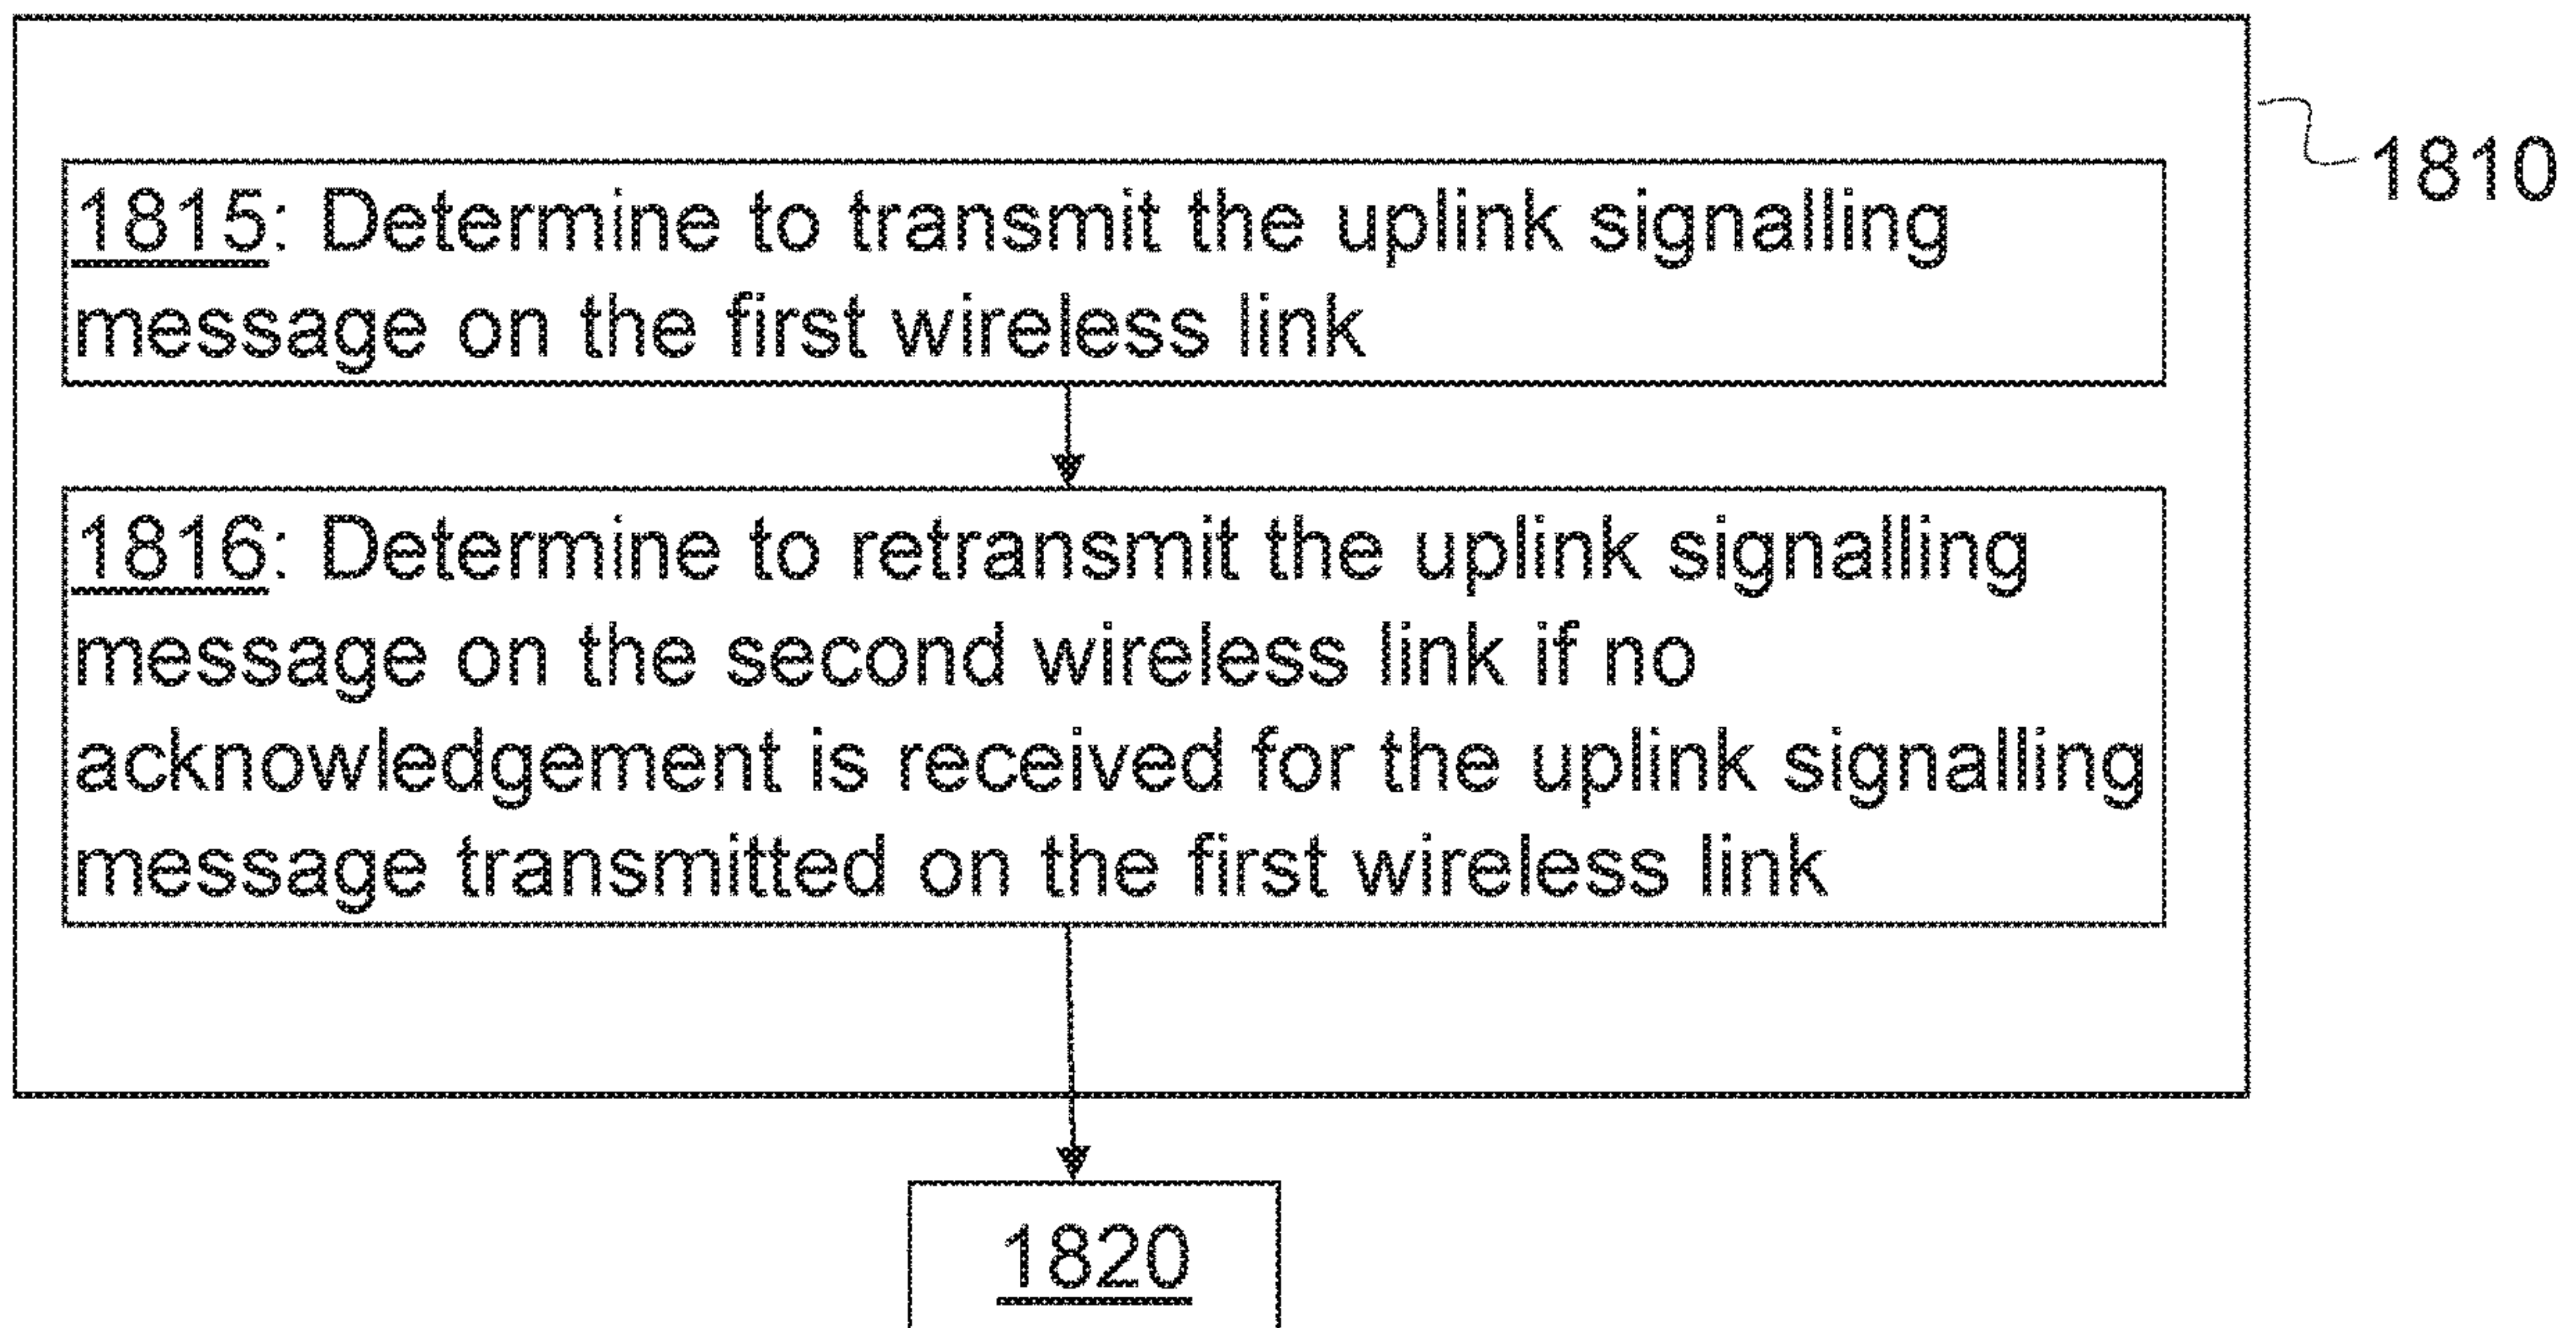 1810
1815: Determine to transmit the uplink signalling
message on the first wireless link
1816: Determine to retransmit the uplink signalling
message on the second wireless link if no
acknowledgement is received for the uplink signalling
message transmitted on the first wireless link
1820